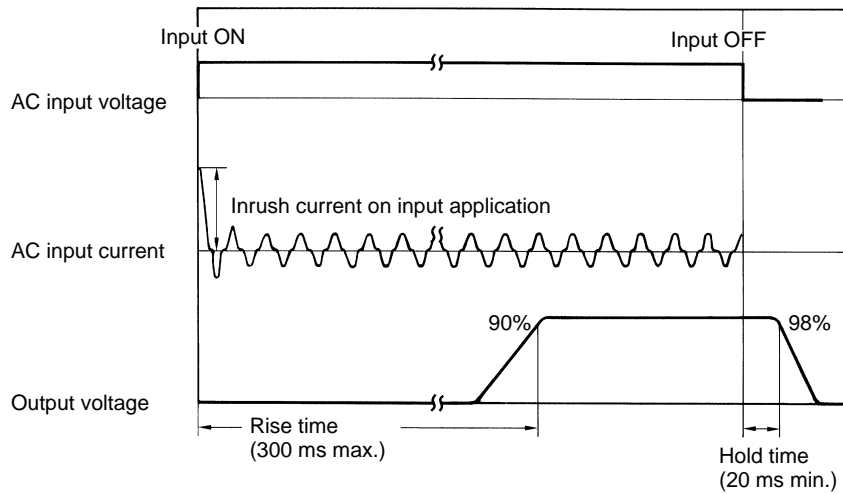 Input ON
Input OFF
AC input voltage
Inrush current on input application
AC input current
90%
98%
Output voltage
Rise time
(300 ms max.)
Hold time
(20 ms min.)